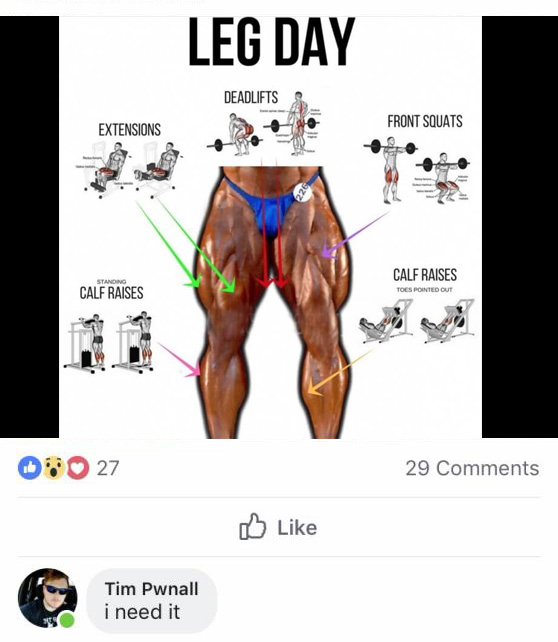 LEG DAY
DEADLIFTS
EXTENSIONS
FRONT SQUATS
226
STANDING
CALF RAISES
CALF RAISES
TOES POINTED OUT
27
29 Comments
Like
Tim Pwnall
i need it